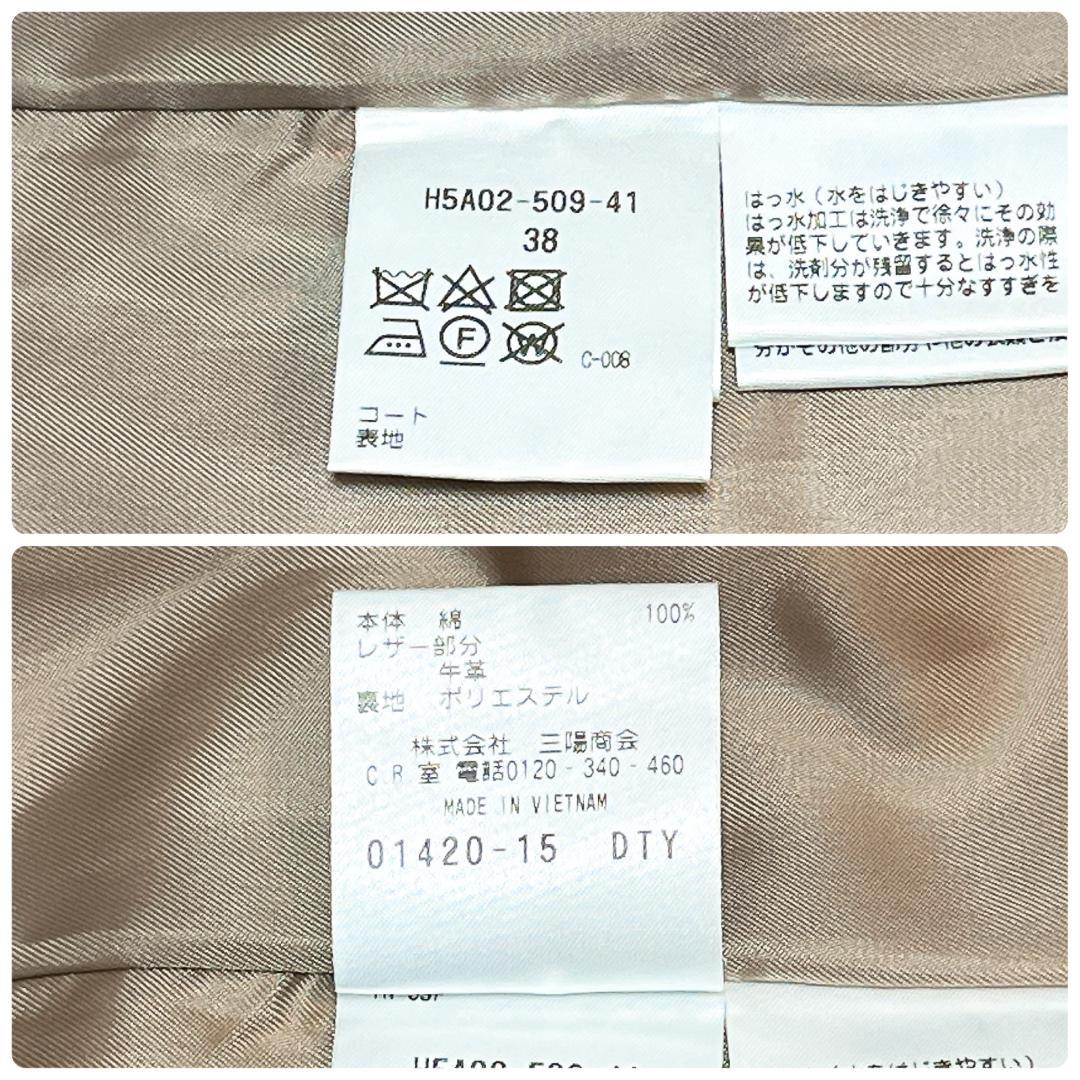 H5A02-509-41
38
F
W
C-008
コート
表地
はっ水（水をはじきやすい）
はっ水加工は洗浄で徐々にその効
果が低下していきます。洗浄の際
は、洗剤分が残留するとはっ水性
が低下しますので十分なすすぎを
本体 綿 100%
レザー部分
牛革
裏地 ポリエステル
株式会社 三陽商会
C.R 室 電話0120-340-460
MADE IN VIETNAM
01420-15 DTY